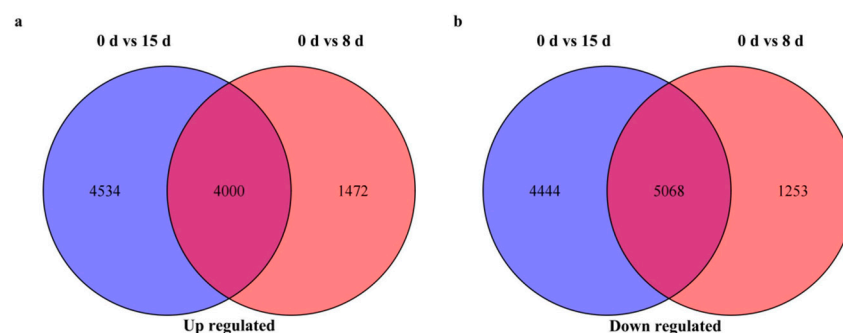 a
0 d vs 15 d 0 d vs 8 d
4534 4000 1472
Up regulated
b
0 d vs 15 d 0 d vs 8 d
4444 5068 1253
Down regulated